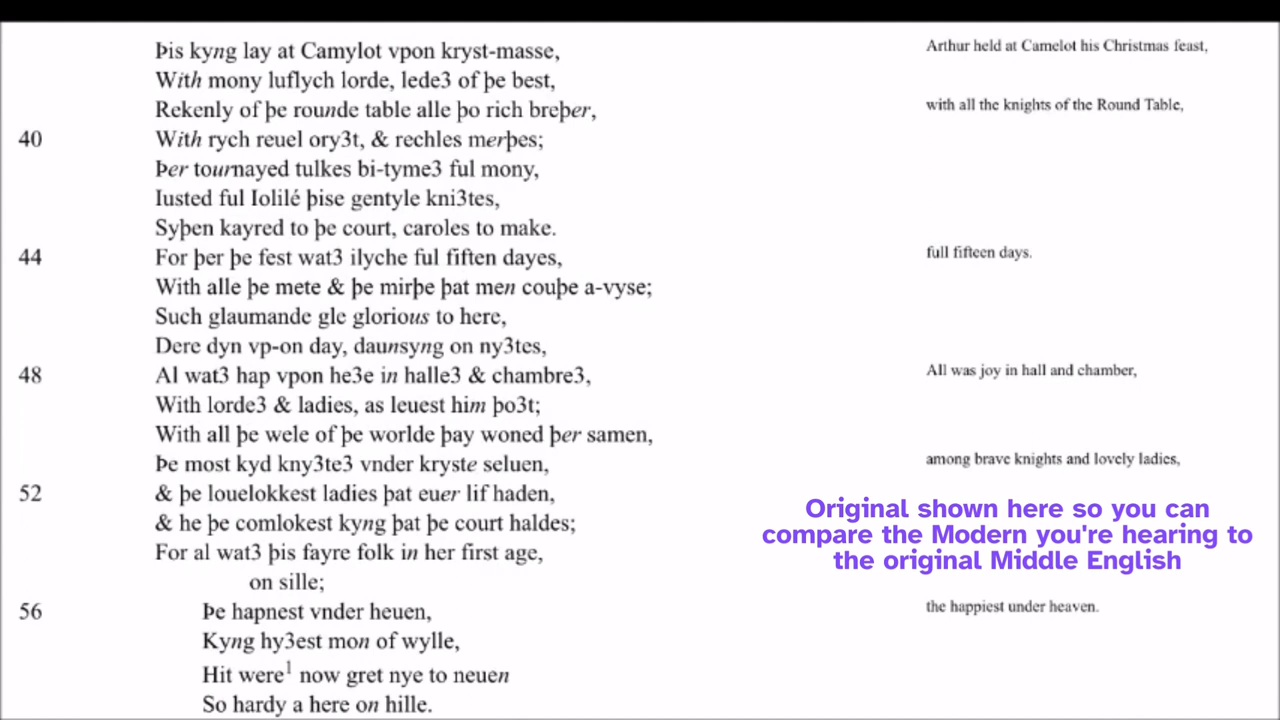 Þis kyng lay at Camylot vpon kryst-masse,
Arthur held at Camelot his Christmas feast,
With mony luflych lorde, lede3 of þe best,
Rekenly of þe rounde table alle þo rich breþer,
with all the knights of the Round Table,
40 With rych reuel ory3t, & rechles merþes;
Þer tournayed tulkes bi-tyme3 ful mony,
Iusted ful Iolilé þise gentyle kni3tes,
Syþen kayred to þe court, caroles to make.
44 For þer þe fest wat3 ilyche ful fiften dayes,
full fifteen days.
With alle þe mete & þe mirþe þat men couþe a-vyse;
Such glaumande gle glorious to here,
Dere dyn vp-on day, daunsyng on ny3tes,
48 Al wat3 hap vpon he3e in halle3 & chambre3,
All was joy in hall and chamber,
With lorde3 & ladies, as leuest him þo3t;
With all þe wele of þe worlde þay woned þer samen,
Þe most kyd kny3te3 vnder kryste seluen,
among brave knights and lovely ladies,
52 & þe louelokkest ladies þat euer lif haden,
& he þe comlokest kyng þat þe court haldes;
For al wat3 þis fayre folk in her first age,
on sille;
Original shown here so you can
compare the Modern you're hearing to
the original Middle English
56 Þe hapnest vnder heuen,
the happiest under heaven.
Kyng hy3est mon of wylle,
Hit were1 now gret nye to neuen
So hardy a here on hille.